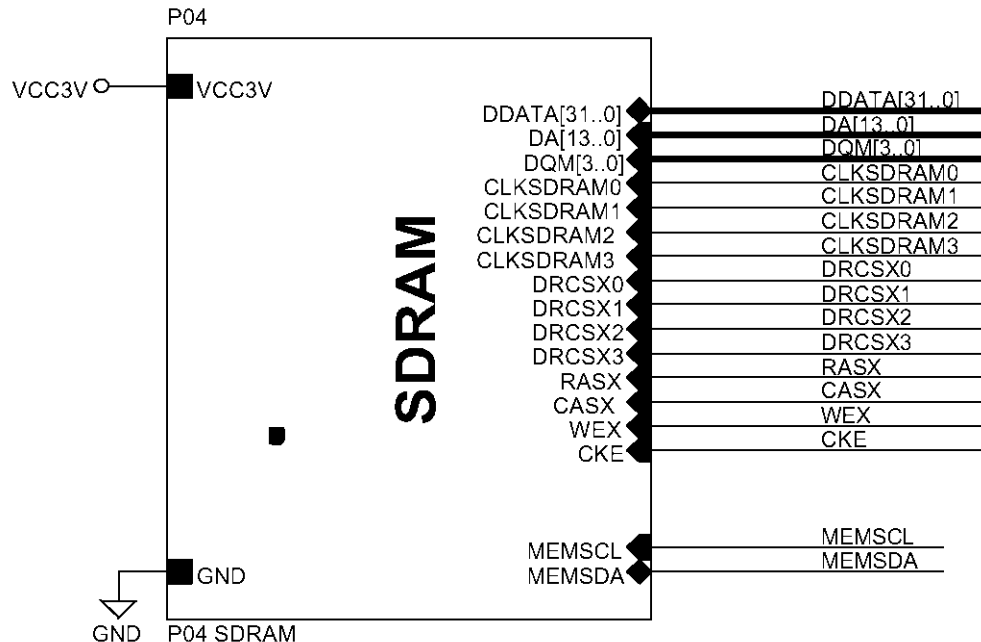 P04
VCC3V
VCC3V
DDATA[31..0]
DDATA[31..0]
DA[13..0]
DA[13..0]
DQM[3..0]
DQM[3..0]
CLKSDRAM0
CLKSDRAM0
CLKSDRAM1
CLKSDRAM1
CLKSDRAM2
CLKSDRAM2
CLKSDRAM3
CLKSDRAM3
DRCSX0
DRCSX0
DRCSX1
DRCSX1
DRCSX2
DRCSX2
DRCSX3
DRCSX3
RASX
RASX
CASX
CASX
WEX
WEX
CKE
CKE
SDRAM
MEMSCL
MEMSCL
MEMSDA
MEMSDA
GND
GND
P04 SDRAM